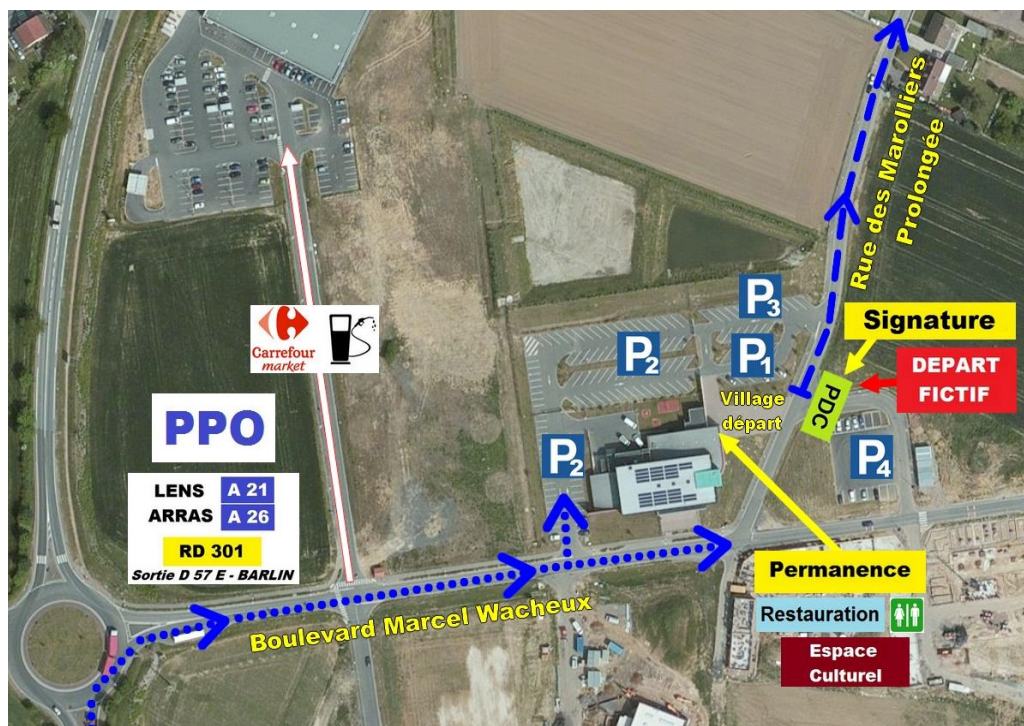 Rue des Marolliers
Prolongée
P3
Signature
P2
P1
DEPART
FICTIF
Carrefour
market
Village
départ
PDC
PPO
P2
P4
LENS A 21
ARRAS A 26
RD 301
Sortie D 57 E - BARLIN
Permanence
Boulevard Marcel Wacheux
Restauration
Espace
Culturel